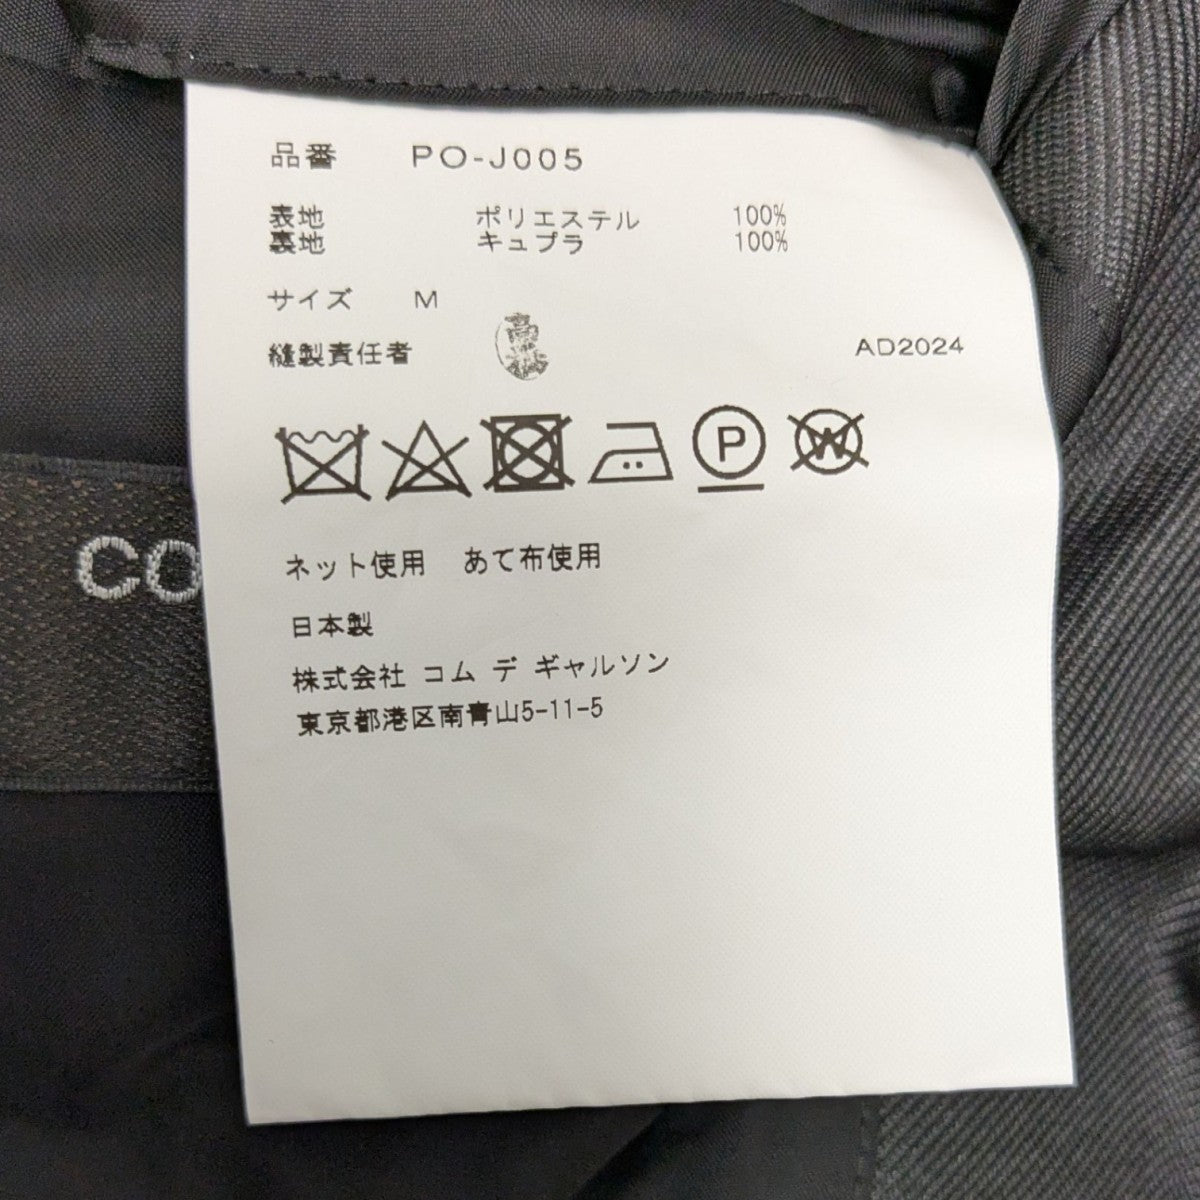 品番 PO-J005
表地 ポリエステル 100%
裏地 キュプラ 100%
サイズ M
縫製責任者
AD2024
P W
CO
ネット使用 あて布使用
日本製
株式会社 コム デ ギャルソン
東京都港区南青山5-11-5